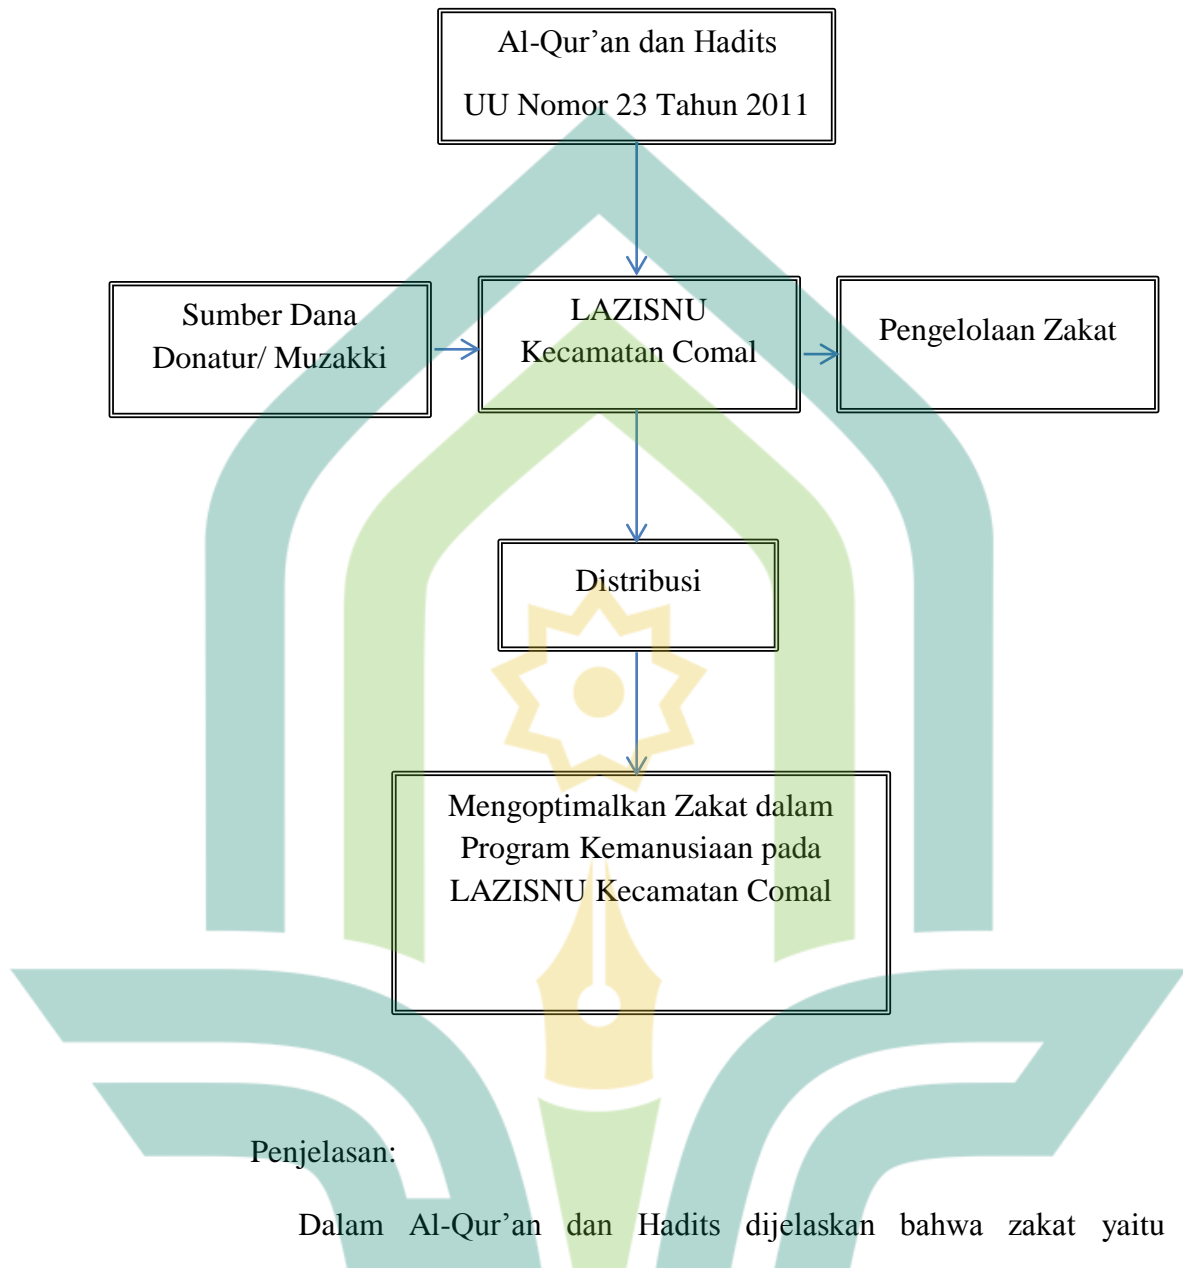 Al-Qur’an dan Hadits
UU Nomor 23 Tahun 2011
Sumber Dana
Donatur/ Muzakki
LAZISNU
Kecamatan Comal
Pengelolaan Zakat
Distribusi
Mengoptimalkan Zakat dalam
Program Kemanusiaan pada
LAZISNU Kecamatan Comal
Penjelasan:
Dalam Al-Qur’an dan Hadits dijelaskan bahwa zakat yaitu